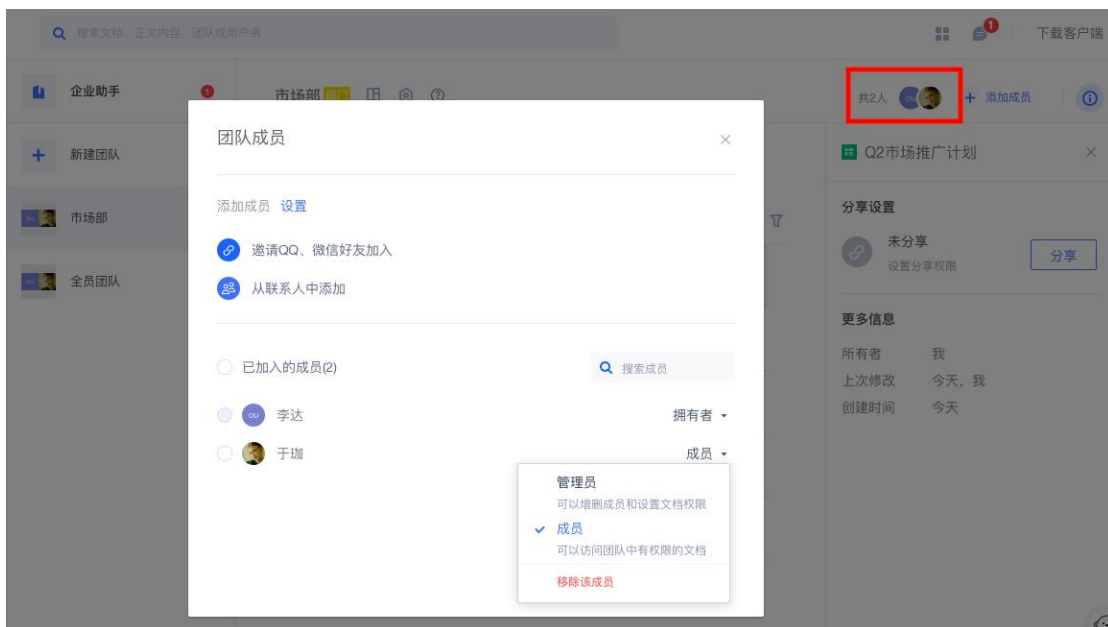 搜索文档、正文内容、团队或用户名
1
下载客户端
企业助手
1
市场部 部门
共2人
OU
+ 添加成员
+ 新建团队
市场部
全员团队
团队成员
添加成员 设置
邀请QQ、微信好友加入
从联系人中添加
已加入的成员(2)
搜索成员
OU
李达
拥有者
于珈
成员
管理员
可以增删成员和设置文档权限
成员
可以访问团队中有权限的文档
移除该成员
Q2市场推广计划
分享设置
未分享
设置分享权限
分享
更多信息
所有者 我
上次修改 今天，我
创建时间 今天